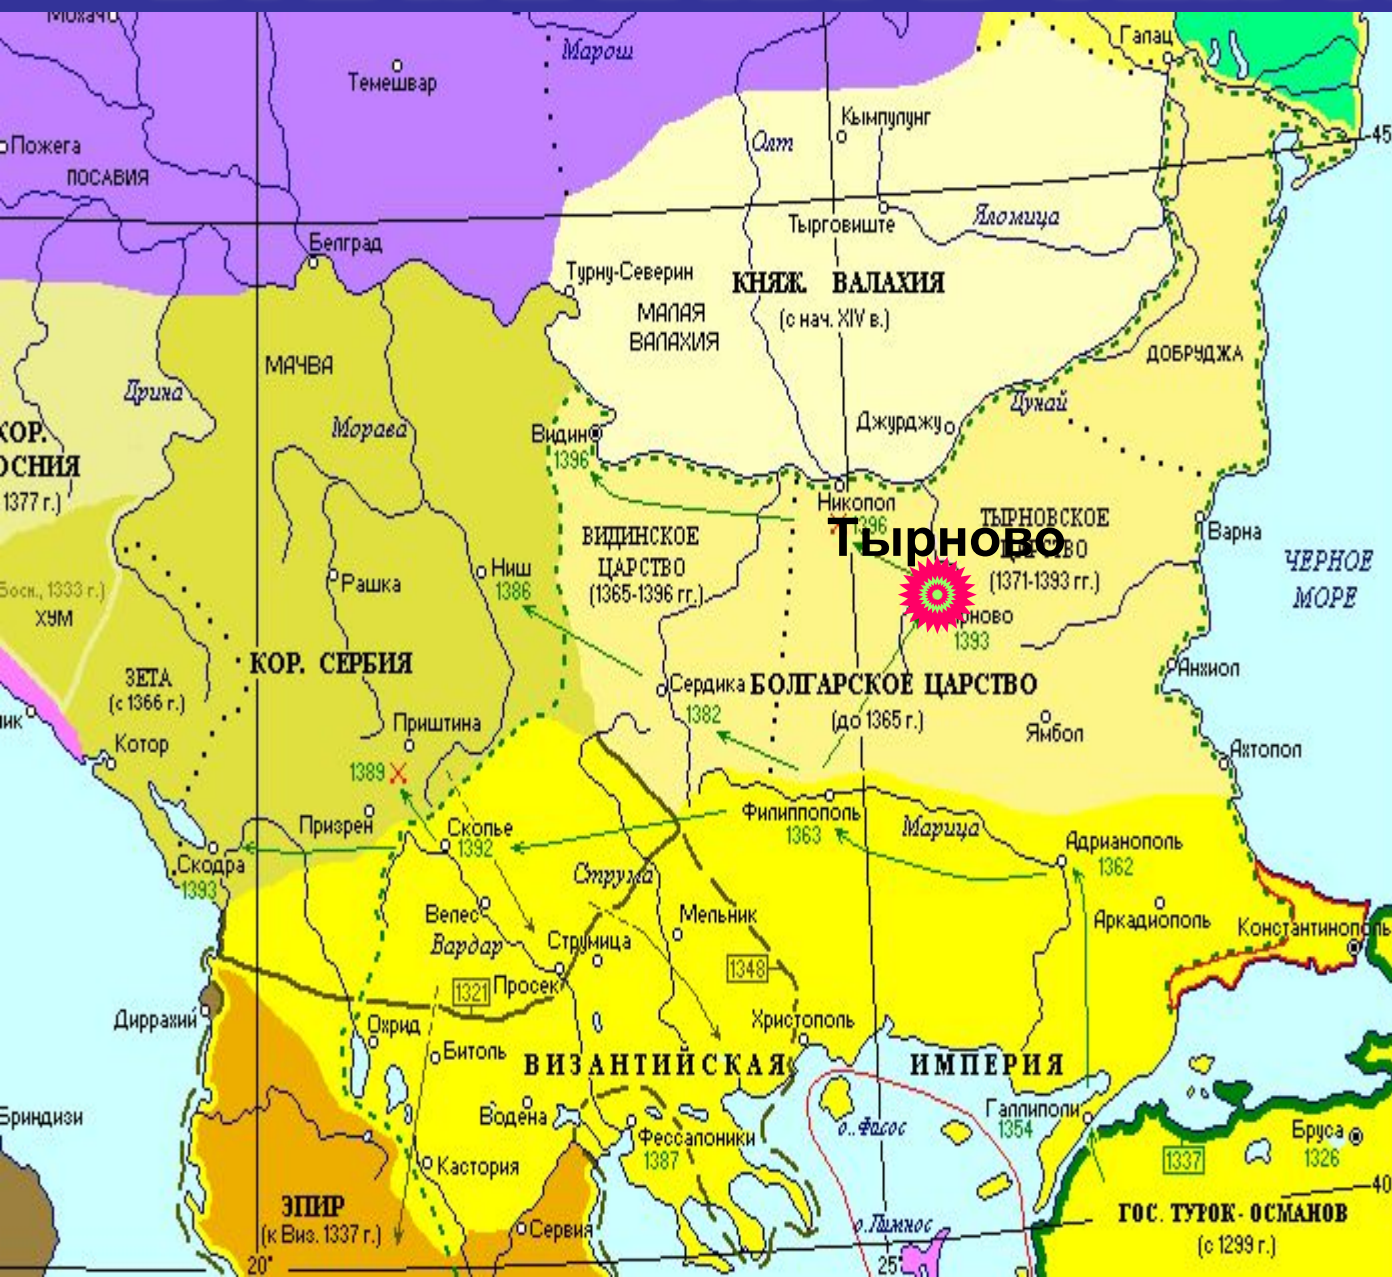 Мохач
Марош
Галац
Темешвар
Кымпулунг
Олт
45
Пожега
ПОСАВИЯ
Тырговиште
Яломица
Белград
Турну-Северин
КНЯЖ. ВАЛАХИЯ
(с нач. XIV в.)
МАЛАЯ
ВАЛАХИЯ
МАЧВА
ДОБРУДЖА
Дрина
Морава
Дунай
Джурджу
КОР.
ОСНИЯ
1377 г.)
Видин
1396
Никопол
1396
Тырново
ТЫРНОВСКОЕ
(1371-1393 гг.)
Варна
ЧЕРНОЕ
МОРЕ
ВИДИНСКОЕ
ЦАРСТВО
(1365-1396 гг.)
Ниш
1386
Рашка
Босн., 1333 г.)
ХУМ
рново
1393
КОР. СЕРБИЯ
ЗЕТА
(с 1366 г.)
Сердика
1382
БОЛГАРСКОЕ ЦАРСТВО
(до 1365 г.)
Анхиол
Ямбол
Ахтопол
ик
Котор
Приштина
1389
Призрен
Скопье
1392
Филиппополь
1363
Марица
Адрианополь
1362
Скодра
1393
Струма
Велес
Вардар
Мельник
Аркадиополь
Константинополь
Струмица
1348
1321
Просек
Диррахий
Охрид
Битоль
Христополь
ВИЗАНТИЙСКАЯ ИМПЕРИЯ
Бриндизи
Водена
Фессалоники
1387
о. Фасос
Галлиполи
1354
Бруса
1326
1337
Кастория
40
ЭПИР
(к Виз. 1337 г.)
Сервия
о.Лимнос
ГОС. ТУРОК-ОСМАНОВ
(с 1299 г.)
20°
25°